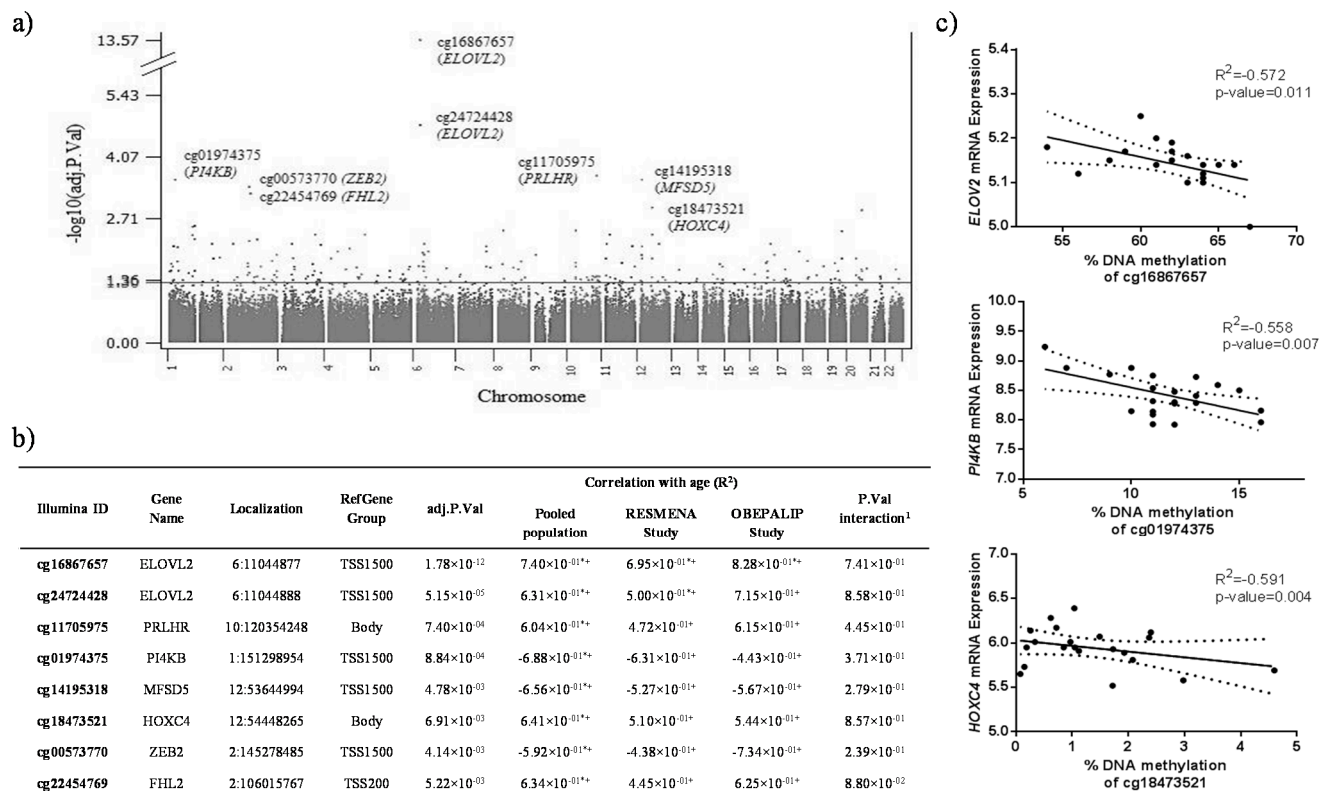 a)
13.57
5.43
4.07
2.71
1.36
0.00
-log10(adj.P.Val)
cg16867657
(ELOVL2)
cg24724428
(ELOVL2)
cg01974375
(PI4KB)
cg00573770 (ZEB2)
cg22454769 (FHL2)
cg11705975
(PRLHR)
cg14195318
(MFSD5)
cg18473521
(HOXC4)
1 2 3 4 5 6 7 8 9 10 11 12 13 14 15 16 17 18 19 20 21 22
Chromosome
b)
Correlation with age (R²)
Illumina ID Gene Name Localization RefGene Group adj.P.Val Pooled population RESMENA Study OBEPALIP Study P.Val interaction¹
cg16867657 ELOVL2 6:11044877 TSS1500 1.78×10⁻¹² 7.40×10⁻⁰¹*⁺ 6.95×10⁻⁰¹*⁺ 8.28×10⁻⁰¹*⁺ 7.41×10⁻⁰¹
cg24724428 ELOVL2 6:11044888 TSS1500 5.15×10⁻⁰⁵ 6.31×10⁻⁰¹*⁺ 5.00×10⁻⁰¹*⁺ 7.15×10⁻⁰¹⁺ 8.58×10⁻⁰¹
cg11705975 PRLHR 10:120354248 Body 7.40×10⁻⁰⁴ 6.04×10⁻⁰¹*⁺ 4.72×10⁻⁰¹⁺ 6.15×10⁻⁰¹⁺ 4.45×10⁻⁰¹
cg01974375 PI4KB 1:151298954 TSS1500 8.84×10⁻⁰⁴ -6.88×10⁻⁰¹*⁺ -6.31×10⁻⁰¹⁺ -4.43×10⁻⁰¹⁺ 3.71×10⁻⁰¹
cg14195318 MFSD5 12:53644994 TSS1500 4.78×10⁻⁰³ -6.56×10⁻⁰¹*⁺ -5.27×10⁻⁰¹⁺ -5.67×10⁻⁰¹⁺ 2.79×10⁻⁰¹
cg18473521 HOXC4 12:54448265 Body 6.91×10⁻⁰³ 6.41×10⁻⁰¹*⁺ 5.10×10⁻⁰¹⁺ 5.44×10⁻⁰¹⁺ 8.57×10⁻⁰¹
cg00573770 ZEB2 2:145278485 TSS1500 4.14×10⁻⁰³ -5.92×10⁻⁰¹*⁺ -4.38×10⁻⁰¹⁺ -7.34×10⁻⁰¹⁺ 2.39×10⁻⁰¹
cg22454769 FHL2 2:106015767 TSS200 5.22×10⁻⁰³ 6.34×10⁻⁰¹*⁺ 4.45×10⁻⁰¹⁺ 6.25×10⁻⁰¹⁺ 8.80×10⁻⁰²
c)
ELOV2 mRNA Expression
5.4
5.3
5.2
5.1
5.0
R²=-0.572
p-value=0.011
55 60 65 70
% DNA methylation
of cg16867657
PI4KB mRNA Expression
10.0
9.5
9.0
8.5
8.0
7.5
7.0
R²=-0.558
p-value=0.007
5 10 15
% DNA methylation
of cg01974375
HOXC4 mRNA Expression
7.0
6.5
6.0
5.5
5.0
R²=-0.591
p-value=0.004
0 1 2 3 4 5
% DNA methylation
of cg18473521